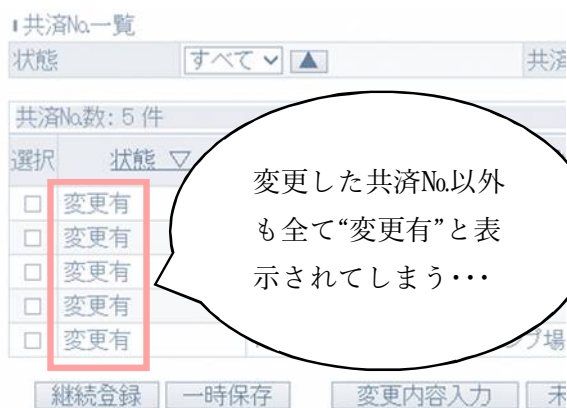 共済No.一覧
状態 すべて ▲ 共済
共済No.数: 5 件
選択 状態 ▽
変更有
変更有
変更有
変更有
変更有
変更した共済No.以外
も全て“変更有”と表
示されてしまう･･･
プ場
継続登録 一時保存 変更内容入力 未